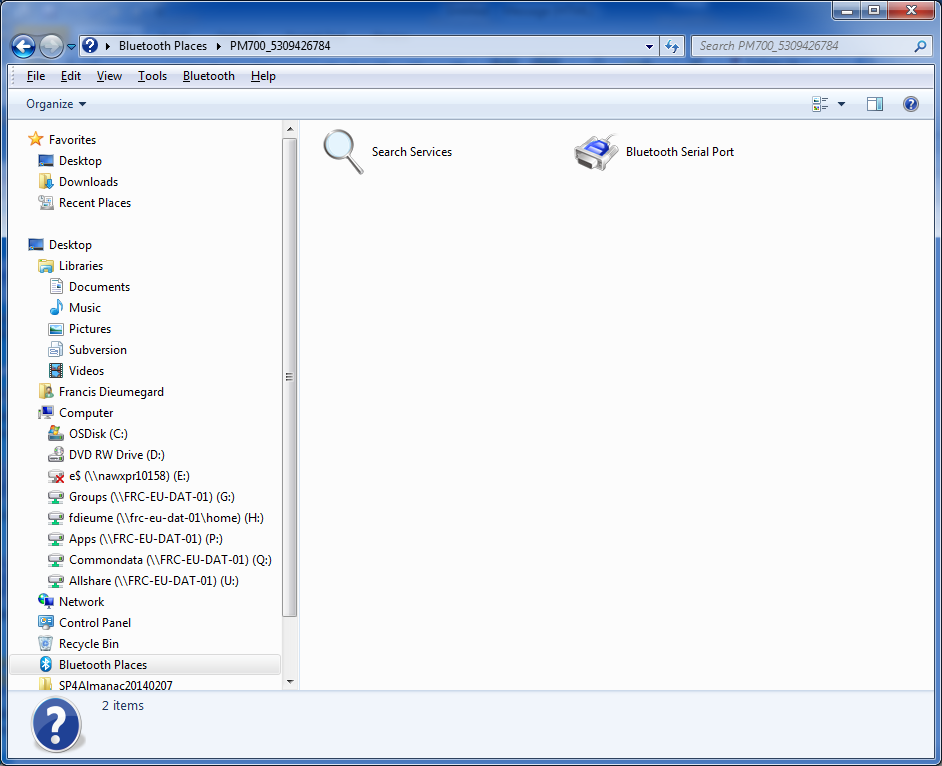 Bluetooth Places
PM700_5309426784
Search PM700_5309426784
File Edit View Tools Bluetooth Help
Organize
Favorites
Desktop
Downloads
Recent Places
Desktop
Libraries
Documents
Music
Pictures
Subversion
Videos
Francis Dieumegard
Computer
OSDisk (C:)
DVD RW Drive (D:)
e$ (\\nawxpr10158) (E:)
Groups (\\FRC-EU-DAT-01) (G:)
fdieume (\\frc-eu-dat-01\home) (H:)
Apps (\\FRC-EU-DAT-01) (P:)
Commondata (\\FRC-EU-DAT-01) (Q:)
Allshare (\\FRC-EU-DAT-01) (U:)
Network
Control Panel
Recycle Bin
Bluetooth Places
SP4Almanac20140207
Search Services
Bluetooth Serial Port
2 items